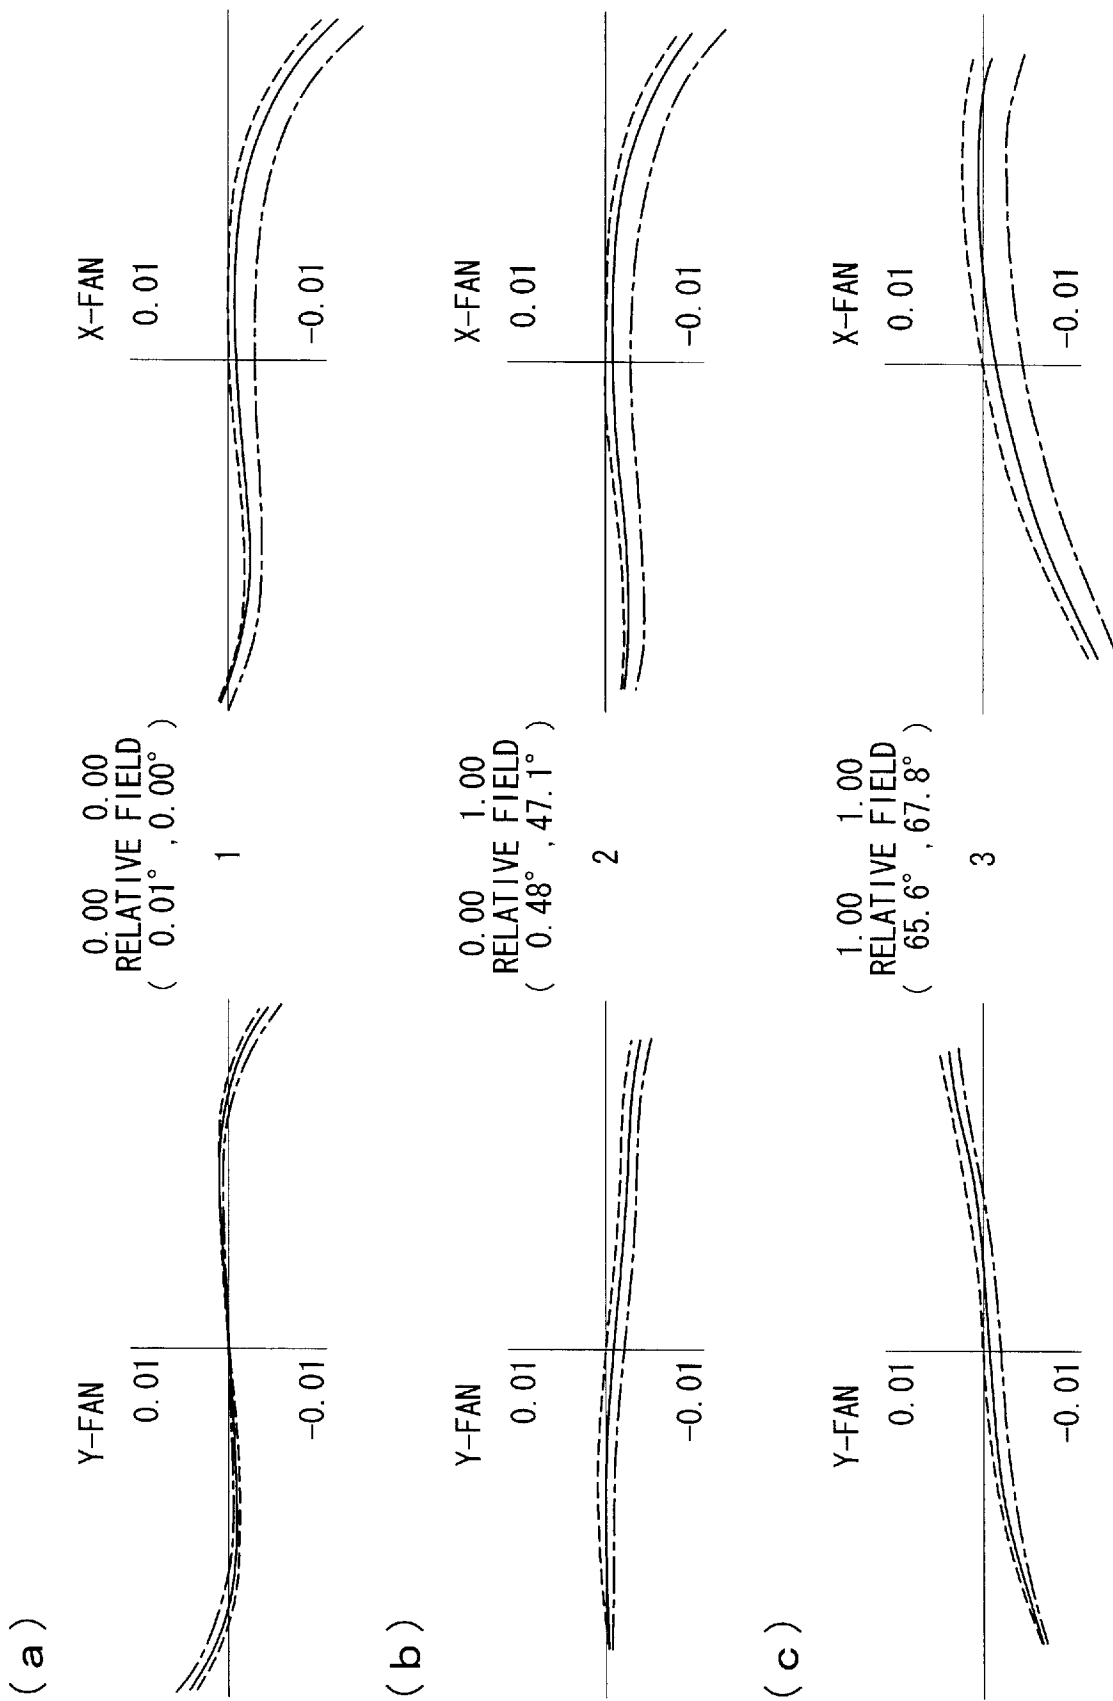 (a)
Y-FAN
0.01
-0.01
0.00 0.00
RELATIVE FIELD
( 0.01° , 0.00° )
1
X-FAN
0.01
-0.01
(b)
Y-FAN
0.01
-0.01
0.00 1.00
RELATIVE FIELD
( 0.48° , 47.1° )
2
X-FAN
0.01
-0.01
(c)
Y-FAN
0.01
-0.01
1.00 1.00
RELATIVE FIELD
( 65.6° , 67.8° )
3
X-FAN
0.01
-0.01